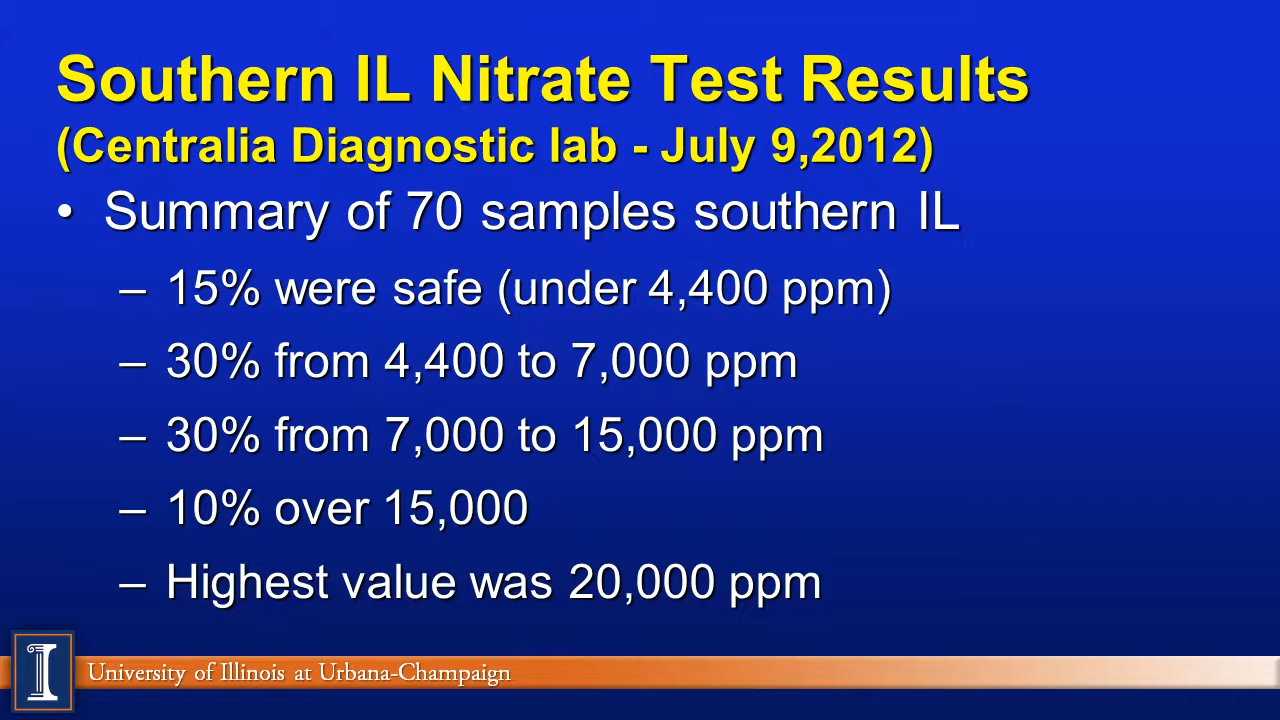 Southern IL Nitrate Test Results
(Centralia Diagnostic lab - July 9,2012)
• Summary of 70 samples southern IL
– 15% were safe (under 4,400 ppm)
– 30% from 4,400 to 7,000 ppm
– 30% from 7,000 to 15,000 ppm
– 10% over 15,000
– Highest value was 20,000 ppm
I
University of Illinois at Urbana-Champaign